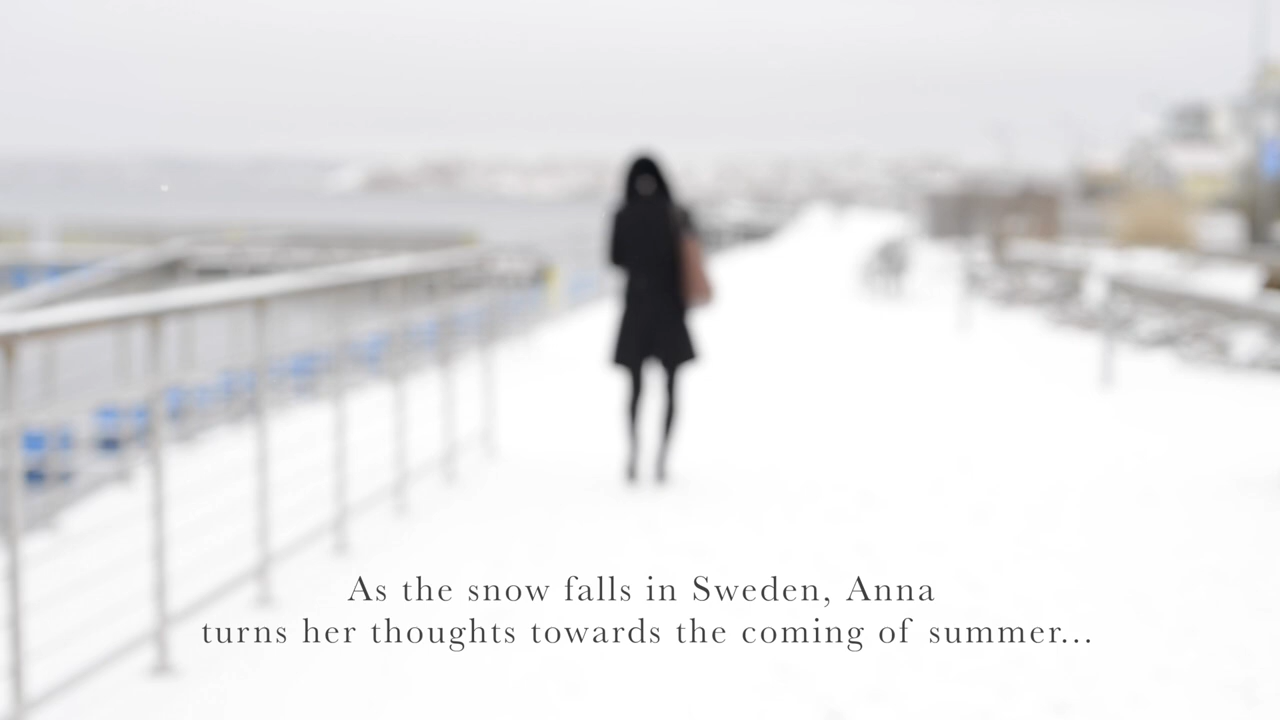 As the snow falls in Sweden, Anna
turns her thoughts towards the coming of summer...